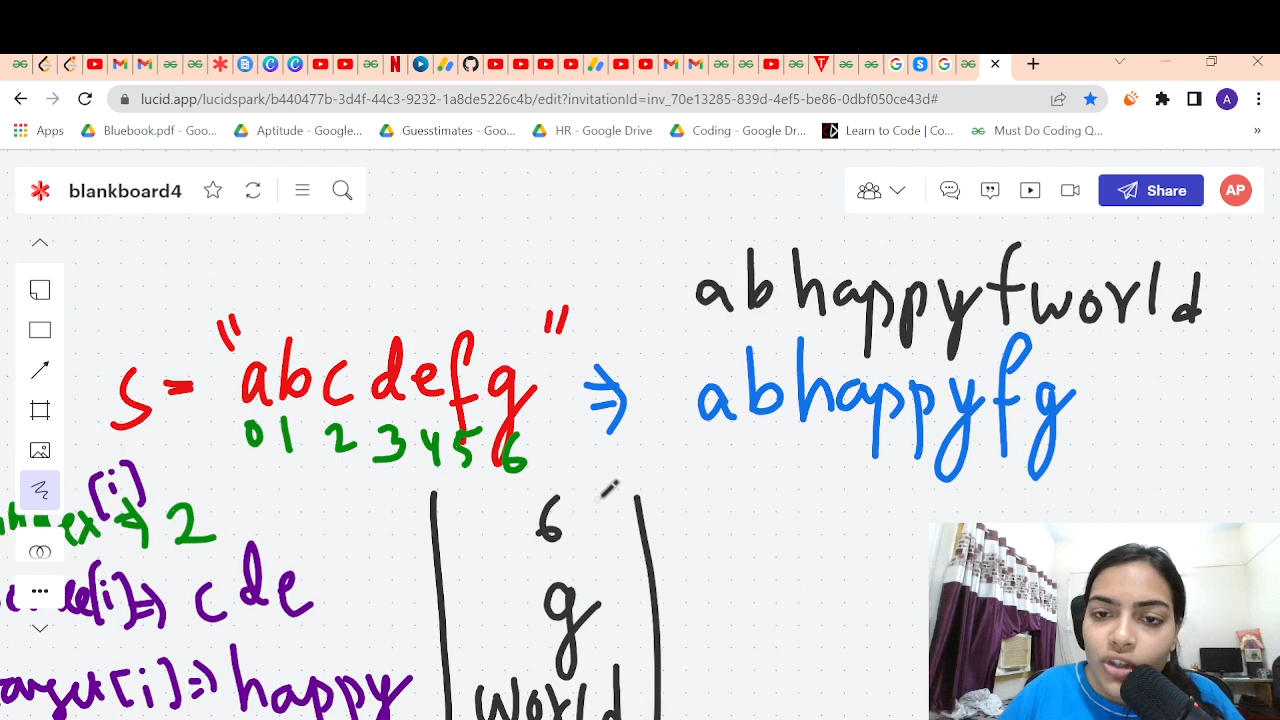 lucid.app/lucidspark/b440477b-3d4f-44c3-9232-1a8de5226c4b/edit?invitationId=inv_70e13285-839d-4ef5-be86-0dbf050ce43d#
A
Apps
Bluebook.pdf - Goo...
Aptitude - Google...
Guesstimates - Goo...
HR - Google Drive
Coding - Google Dr...
Learn to Code | Co...
Must Do Coding Q...
»
blankboard4
Share
AP
abhappyfworld
s = "abcdefg" ⇒ abhappyfg
0 1 2 3 4 5 6
[i]
2
6
[i] ⇒ cde
g
target[i] ⇒ happy
world